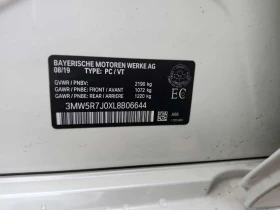 BAYERISCHE MOTOREN WERKE AG
08/19 TYPE: PC / VT
GVWR / PNBV: 2190 kg
GAWR FRONT / PNBE AVANT: 1072 kg
GAWR REAR / PNBE ARRIERE: 1220 kg
3MW5R7J0XL8B06644
EC
A96